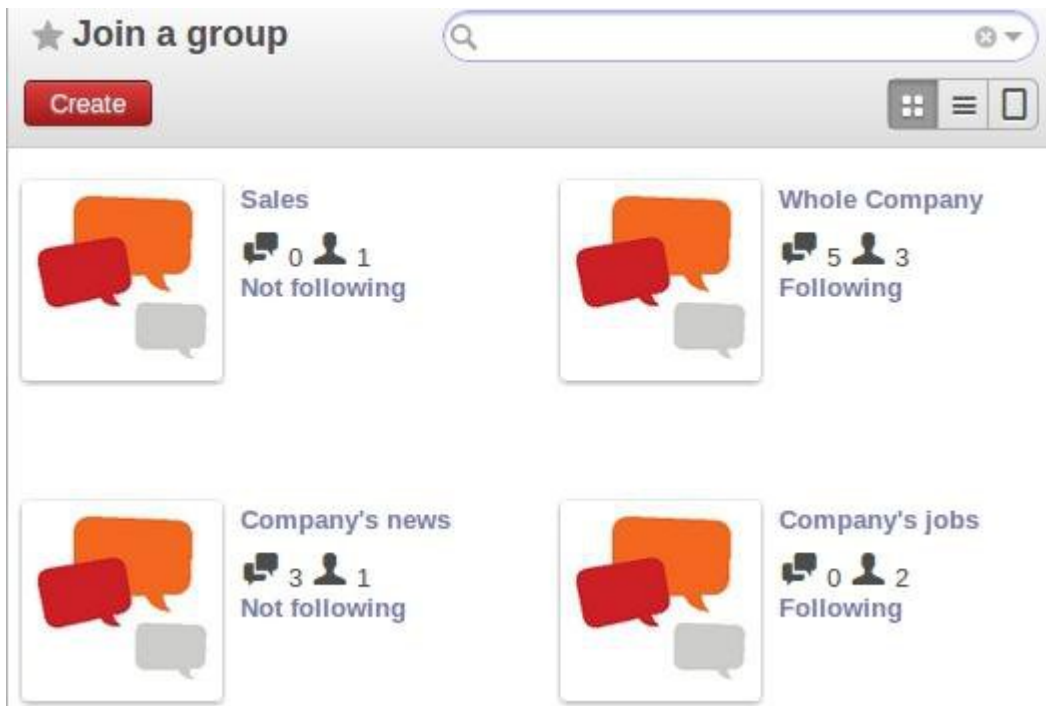 Join a group
Create
Sales
0 1
Not following
Whole Company
5 3
Following
Company's news
3 1
Not following
Company's jobs
0 2
Following